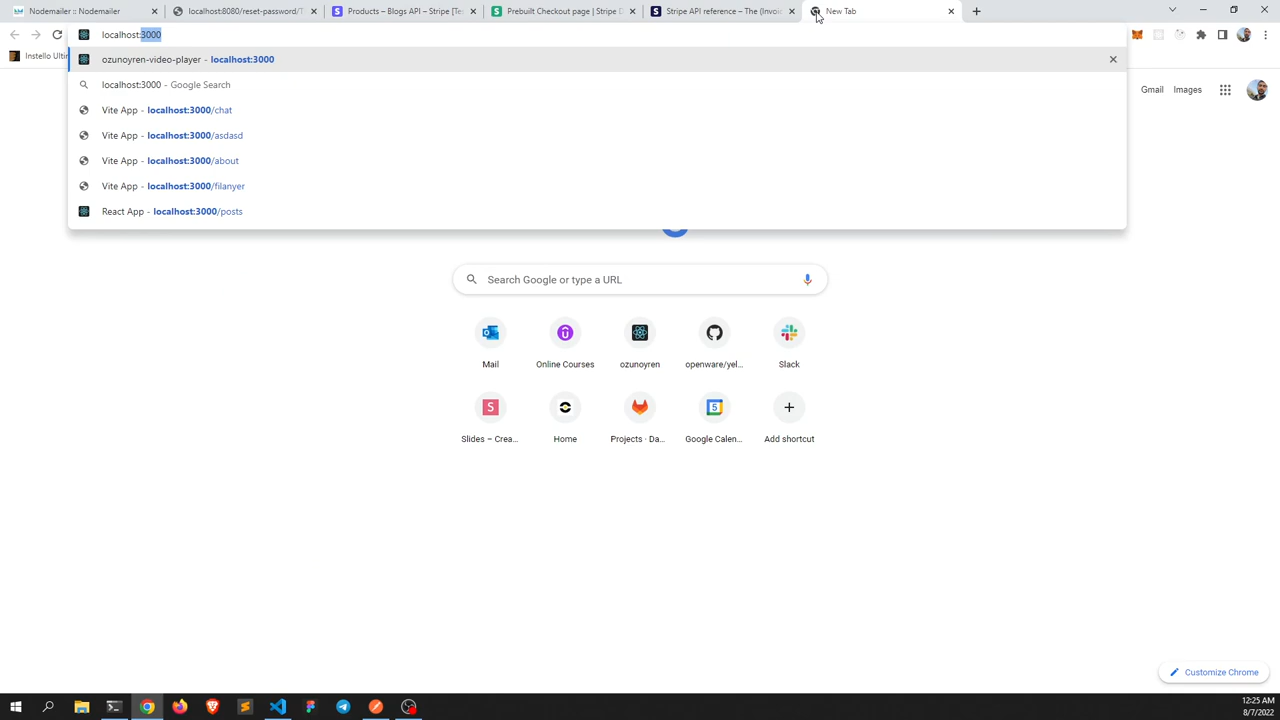 Nodemailer :: Nodemailer
localhost:8080/reset-password/T
Products – Blogs API – Stripe [Tes
Prebuilt Checkout page | Stripe D
Stripe API reference – The (Invoic
New Tab
localhost:3000
Instello Ultim
ozunoyren-video-player - localhost:3000
localhost:3000 - Google Search
Vite App - localhost:3000/chat
Vite App - localhost:3000/asdasd
Vite App - localhost:3000/about
Vite App - localhost:3000/filanyer
React App - localhost:3000/posts
Gmail
Images
Search Google or type a URL
Mail
Online Courses
ozunoyren
openware/yel...
Slack
Slides – Crea...
Home
Projects · Da...
Google Calen...
Add shortcut
Customize Chrome
12:25 AM
8/7/2022